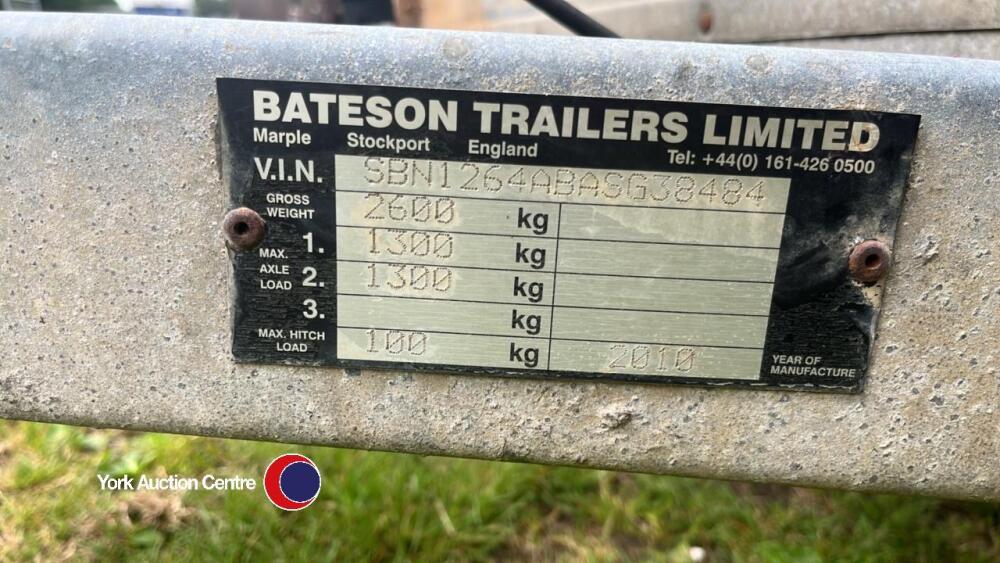 BATESON TRAILERS LIMITED
Marple Stockport England Tel: +44(0) 161-426 0500
V.I.N. SBN1264ABASG38484
GROSS WEIGHT 2600 kg
MAX. AXLE LOAD 1. 1300 kg
2. 1300 kg
3. kg
MAX. HITCH LOAD 100 kg 2010 YEAR OF MANUFACTURE
York Auction Centre